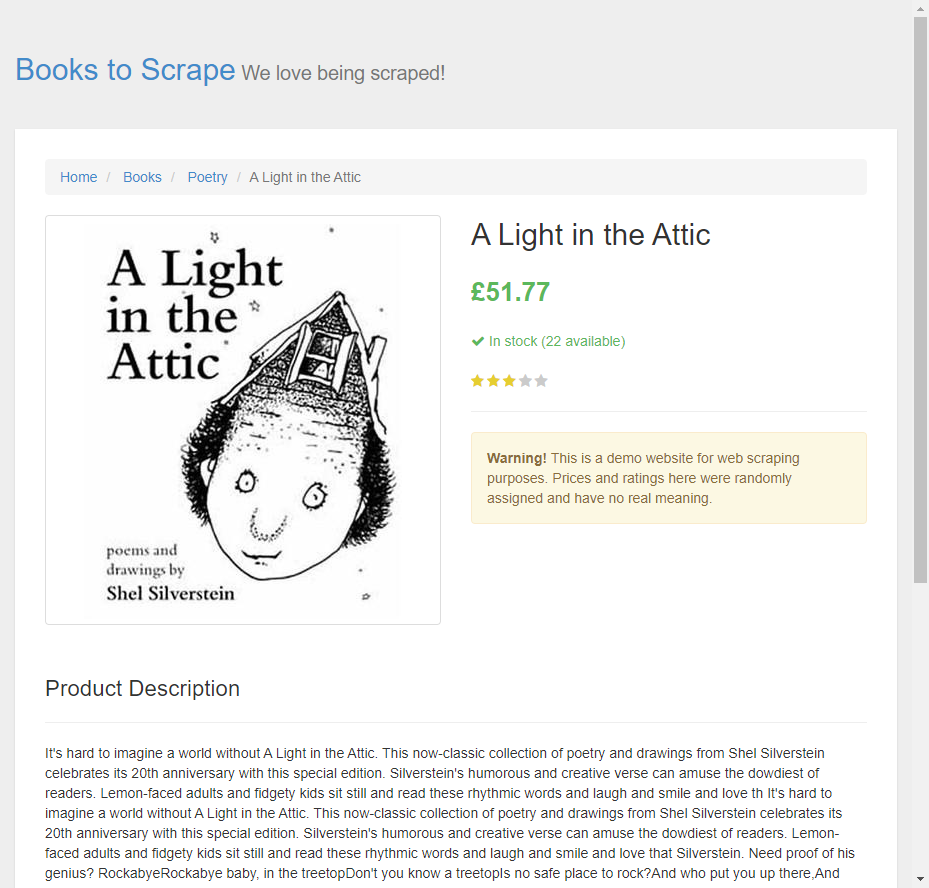 Books to Scrape We love being scraped!
Home / Books / Poetry / A Light in the Attic
A Light
in the
Attic
poems and
drawings by
Shel Silverstein
A Light in the Attic
£51.77
In stock (22 available)
Warning! This is a demo website for web scraping
purposes. Prices and ratings here were randomly
assigned and have no real meaning.
Product Description
It's hard to imagine a world without A Light in the Attic. This now-classic collection of poetry and drawings from Shel Silverstein
celebrates its 20th anniversary with this special edition. Silverstein's humorous and creative verse can amuse the dowdiest of
readers. Lemon-faced adults and fidgety kids sit still and read these rhythmic words and laugh and smile and love th It's hard to
imagine a world without A Light in the Attic. This now-classic collection of poetry and drawings from Shel Silverstein celebrates its
20th anniversary with this special edition. Silverstein's humorous and creative verse can amuse the dowdiest of readers. Lemon-
faced adults and fidgety kids sit still and read these rhythmic words and laugh and smile and love that Silverstein. Need proof of his
genius? RockabyeRockabye baby, in the treetopDon't you know a treetopIs no safe place to rock?And who put you up there,And